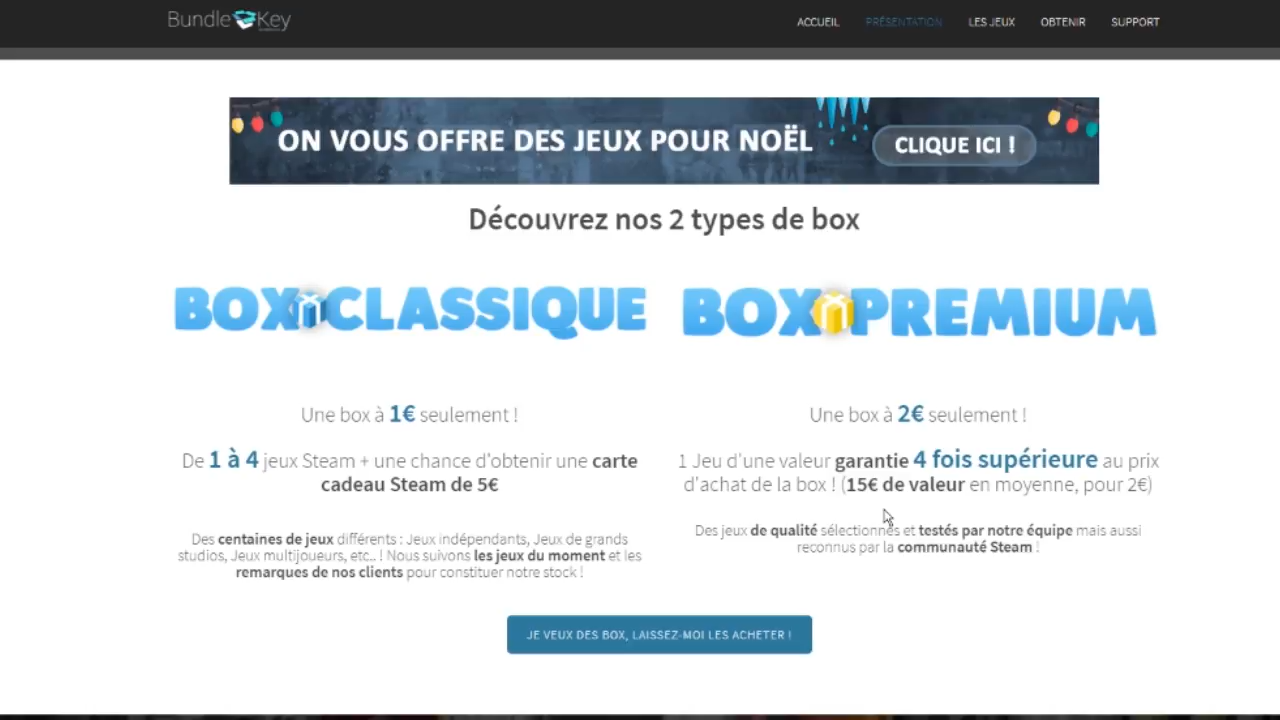 Bundle Key
ACCUEIL PRÉSENTATION LES JEUX OBTENIR SUPPORT
ON VOUS OFFRE DES JEUX POUR NOËL
CLIQUE ICI !
Découvrez nos 2 types de box
BOX CLASSIQUE
BOX PREMIUM
Une box à 1€ seulement !
De 1 à 4 jeux Steam + une chance d'obtenir une carte
cadeau Steam de 5€
Des centaines de jeux différents : Jeux indépendants, Jeux de grands
studios, Jeux multijoueurs, etc.. ! Nous suivons les jeux du moment et les
remarques de nos clients pour constituer notre stock !
Une box à 2€ seulement !
1 Jeu d'une valeur garantie 4 fois supérieure au prix
d'achat de la box ! (15€ de valeur en moyenne, pour 2€)
Des jeux de qualité sélectionnés et testés par notre équipe mais aussi
reconnus par la communauté Steam !
JE VEUX DES BOX, LAISSEZ-MOI LES ACHETER !